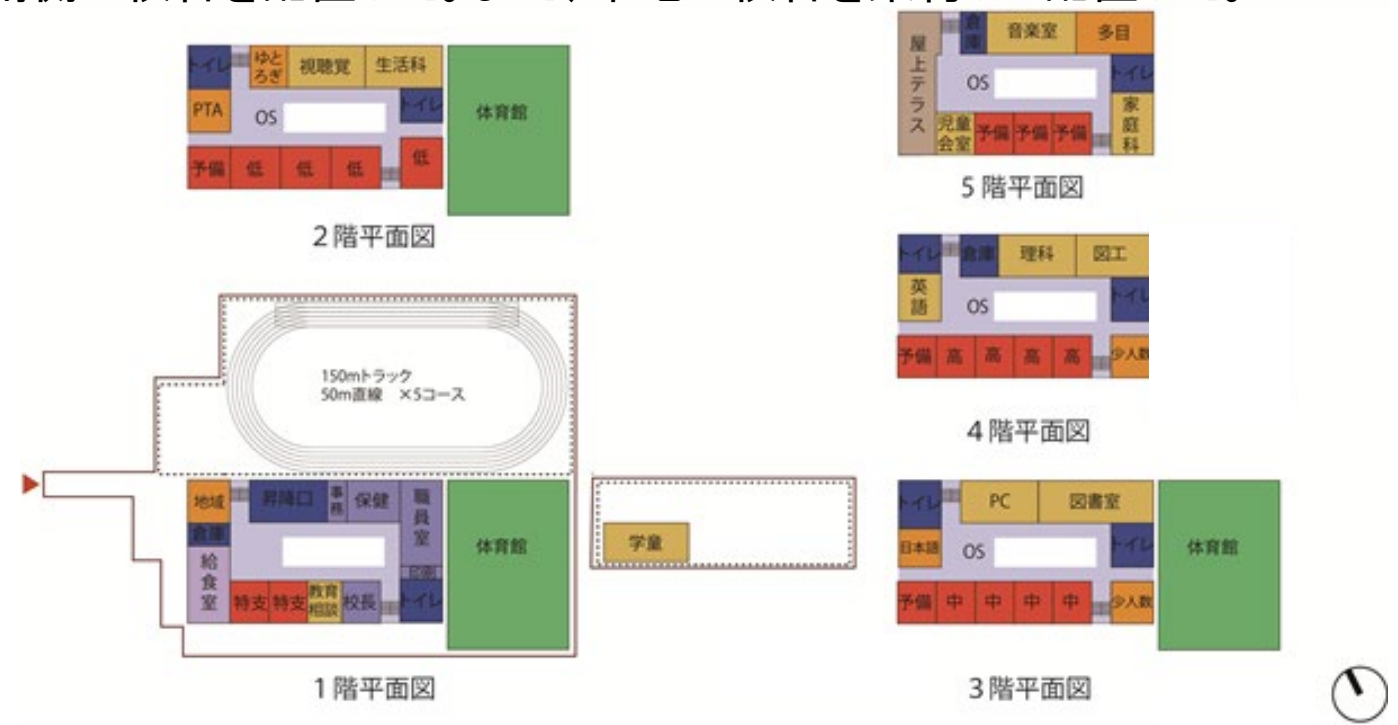 トイレ ゆとろぎ 視聴覚 生活科
PTA OS トイレ 体育館
予備 低 低 低 低
2階平面図
屋上テラス 倉庫 音楽室 多目
OS トイレ
児童会室 予備 予備 予備 家庭科
5階平面図
トイレ 倉庫 理科 図工
英語 OS トイレ
予備 高 高 高 高 少人数
4階平面図
150mトラック
50m直線 ×5コース
地域 昇降口 事務 保健 職員室
倉庫 体育館
給食室 印刷
特支 特支 教育相談 校長 トイレ
1階平面図
学童
トイレ PC 図書室
日本語 OS トイレ 体育館
予備 中 中 中 中 少人数
3階平面図